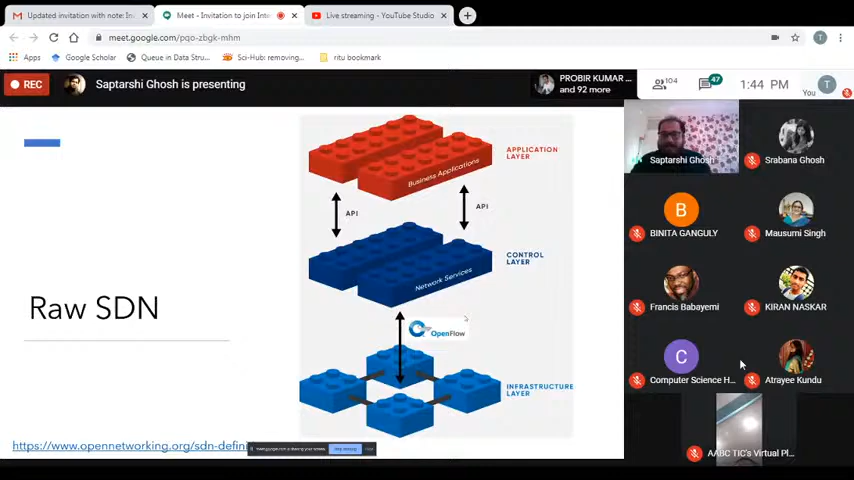 Updated invitation with note: In
Meet - Invitation to join Inte
Live streaming - YouTube Studio
meet.google.com/pqo-zbgk-mhm
T
Apps
Google Scholar
Queue in Data Stru...
Sci-Hub: removing...
ritu bookmark
REC
Saptarshi Ghosh is presenting
PROBIR KUMAR ...
and 92 more
104
47
1:44 PM
You
T
APPLICATION
LAYER
Business Applications
API
API
CONTROL
LAYER
Network Services
Raw SDN
OpenFlow
INFRASTRUCTURE
LAYER
https://www.opennetworking.org/sdn-defini
Saptarshi Ghosh
Srabana Ghosh
B
BINITA GANGULY
Mausumi Singh
Francis Babayemi
KIRAN NASKAR
C
Computer Science H...
Atrayee Kundu
AABC TIC's Virtual Pl...